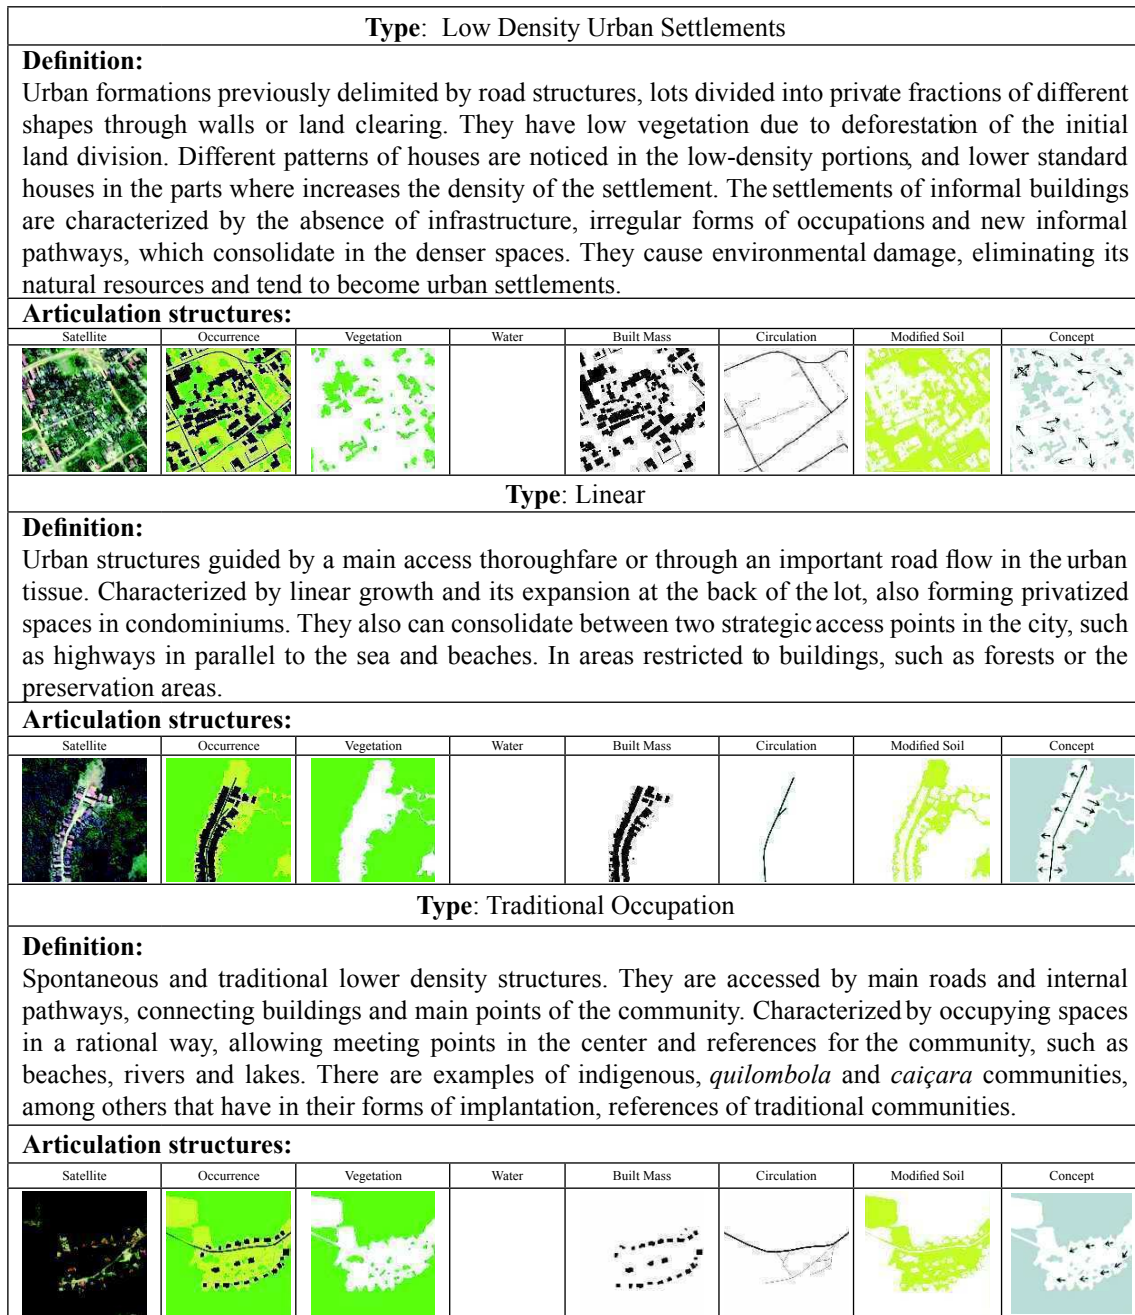 Type: Low Density Urban Settlements
Definition:
Urban formations previously delimited by road structures, lots divided into private fractions of different
shapes through walls or land clearing. They have low vegetation due to deforestation of the initial
land division. Different patterns of houses are noticed in the low-density portions, and lower standard
houses in the parts where increases the density of the settlement. The settlements of informal buildings
are characterized by the absence of infrastructure, irregular forms of occupations and new informal
pathways, which consolidate in the denser spaces. They cause environmental damage, eliminating its
natural resources and tend to become urban settlements.
Articulation structures:
Satellite Occurrence Vegetation Water Built Mass Circulation Modified Soil Concept
Type: Linear
Definition:
Urban structures guided by a main access thoroughfare or through an important road flow in the urban
tissue. Characterized by linear growth and its expansion at the back of the lot, also forming privatized
spaces in condominiums. They also can consolidate between two strategic access points in the city, such
as highways in parallel to the sea and beaches. In areas restricted to buildings, such as forests or the
preservation areas.
Articulation structures:
Satellite Occurrence Vegetation Water Built Mass Circulation Modified Soil Concept
Type: Traditional Occupation
Definition:
Spontaneous and traditional lower density structures. They are accessed by main roads and internal
pathways, connecting buildings and main points of the community. Characterized by occupying spaces
in a rational way, allowing meeting points in the center and references for the community, such as
beaches, rivers and lakes. There are examples of indigenous, quilombola and caiçara communities,
among others that have in their forms of implantation, references of traditional communities.
Articulation structures:
Satellite Occurrence Vegetation Water Built Mass Circulation Modified Soil Concept